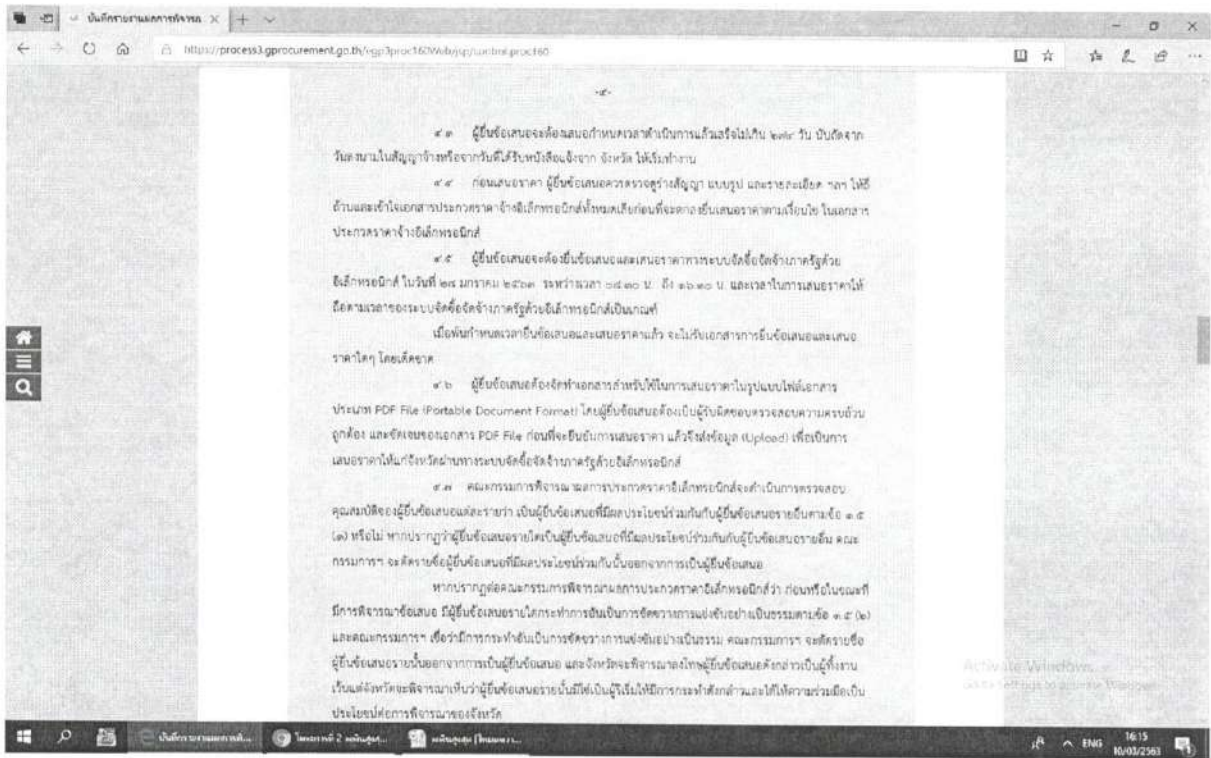 บันทึกรายงานผลการพิจารณ
https://process3.gprocurement.go.th/egp3proc160Web/jsp/control.proc160
-๕-
๔.๓ ผู้ยื่นข้อเสนอจะต้องเสนอกำหนดเวลาดำเนินการแล้วเสร็จไม่เกิน วัน นับถัดจาก
วันลงนามในสัญญาจ้างหรือจากวันที่ได้รับหนังสือแจ้งจาก จังหวัด ให้เริ่มทำงาน
๔.๔ ก่อนเสนอราคา ผู้ยื่นข้อเสนอควรตรวจดูร่างสัญญา แบบรูป และรายละเอียด ฯลฯ ให้ถี่
ถ้วนและเข้าใจเอกสารประกวดราคาจ้างอิเล็กทรอนิกส์ทั้งหมดเสียก่อนที่จะตกลงยื่นเสนอราคาตามเงื่อนไข ในเอกสาร
ประกวดราคาจ้างอิเล็กทรอนิกส์
๔.๕ ผู้ยื่นข้อเสนอจะต้องยื่นข้อเสนอและเสนอราคาทางระบบจัดซื้อจัดจ้างภาครัฐด้วย
อิเล็กทรอนิกส์ ในวันที่ ๒๘ มกราคม ๒๕๖๓ ระหว่างเวลา ๐๘.๓๐ น. ถึง ๑๖.๓๐ น. และเวลาในการเสนอราคาให้
ถือตามเวลาของระบบจัดซื้อจัดจ้างภาครัฐด้วยอิเล็กทรอนิกส์เป็นเกณฑ์
เมื่อพ้นกำหนดเวลายื่นข้อเสนอและเสนอราคาแล้ว จะไม่รับเอกสารการยื่นข้อเสนอและเสนอ
ราคาใดๆ โดยเด็ดขาด
๔.๖ ผู้ยื่นข้อเสนอต้องจัดทำเอกสารสำหรับใช้ในการเสนอราคาในรูปแบบไฟล์เอกสาร
ประเภท PDF File (Portable Document Format) โดยผู้ยื่นข้อเสนอต้องเป็นผู้รับผิดชอบตรวจสอบความครบถ้วน
ถูกต้อง และชัดเจนของเอกสาร PDF File ก่อนที่จะยืนยันการเสนอราคา แล้วจึงส่งข้อมูล (Upload) เพื่อเป็นการ
เสนอราคาให้แก่จังหวัดผ่านทางระบบจัดซื้อจัดจ้างภาครัฐด้วยอิเล็กทรอนิกส์
๔.๗ คณะกรรมการพิจารณาผลการประกวดราคาอิเล็กทรอนิกส์จะดำเนินการตรวจสอบ
คุณสมบัติของผู้ยื่นข้อเสนอแต่ละรายว่า เป็นผู้ยื่นข้อเสนอที่มีผลประโยชน์ร่วมกันกับผู้ยื่นข้อเสนอรายอื่นตามข้อ ๑.๕
(๑) หรือไม่ หากปรากฏว่าผู้ยื่นข้อเสนอรายใดเป็นผู้ยื่นข้อเสนอที่มีผลประโยชน์ร่วมกันกับผู้ยื่นข้อเสนอรายอื่น คณะ
กรรมการฯ จะตัดรายชื่อผู้ยื่นข้อเสนอที่มีผลประโยชน์ร่วมกันนั้นออกจากการเป็นผู้ยื่นข้อเสนอ
หากปรากฏต่อคณะกรรมการพิจารณาผลการประกวดราคาอิเล็กทรอนิกส์ว่า ก่อนหรือในขณะที่
มีการพิจารณาข้อเสนอ มีผู้ยื่นข้อเสนอรายใดกระทำการอันเป็นการขัดขวางการแข่งขันอย่างเป็นธรรมตามข้อ ๑.๕ (๒)
และคณะกรรมการฯ เชื่อว่ามีการกระทำอันเป็นการขัดขวางการแข่งขันอย่างเป็นธรรม คณะกรรมการฯ จะตัดรายชื่อ
ผู้ยื่นข้อเสนอรายนั้นออกจากการเป็นผู้ยื่นข้อเสนอ และจังหวัดจะพิจารณาลงโทษผู้ยื่นข้อเสนอดังกล่าวเป็นผู้ทิ้งงาน
เว้นแต่จังหวัดจะพิจารณาเห็นว่าผู้ยื่นข้อเสนอรายนั้นมิใช่เป็นผู้ริเริ่มให้มีการกระทำดังกล่าวและได้ให้ความร่วมมือเป็น
ประโยชน์ต่อการพิจารณาของจังหวัด
Activate Windows
บันทึกรายงานผลการพิ...
ENG
16:15
10/03/2563